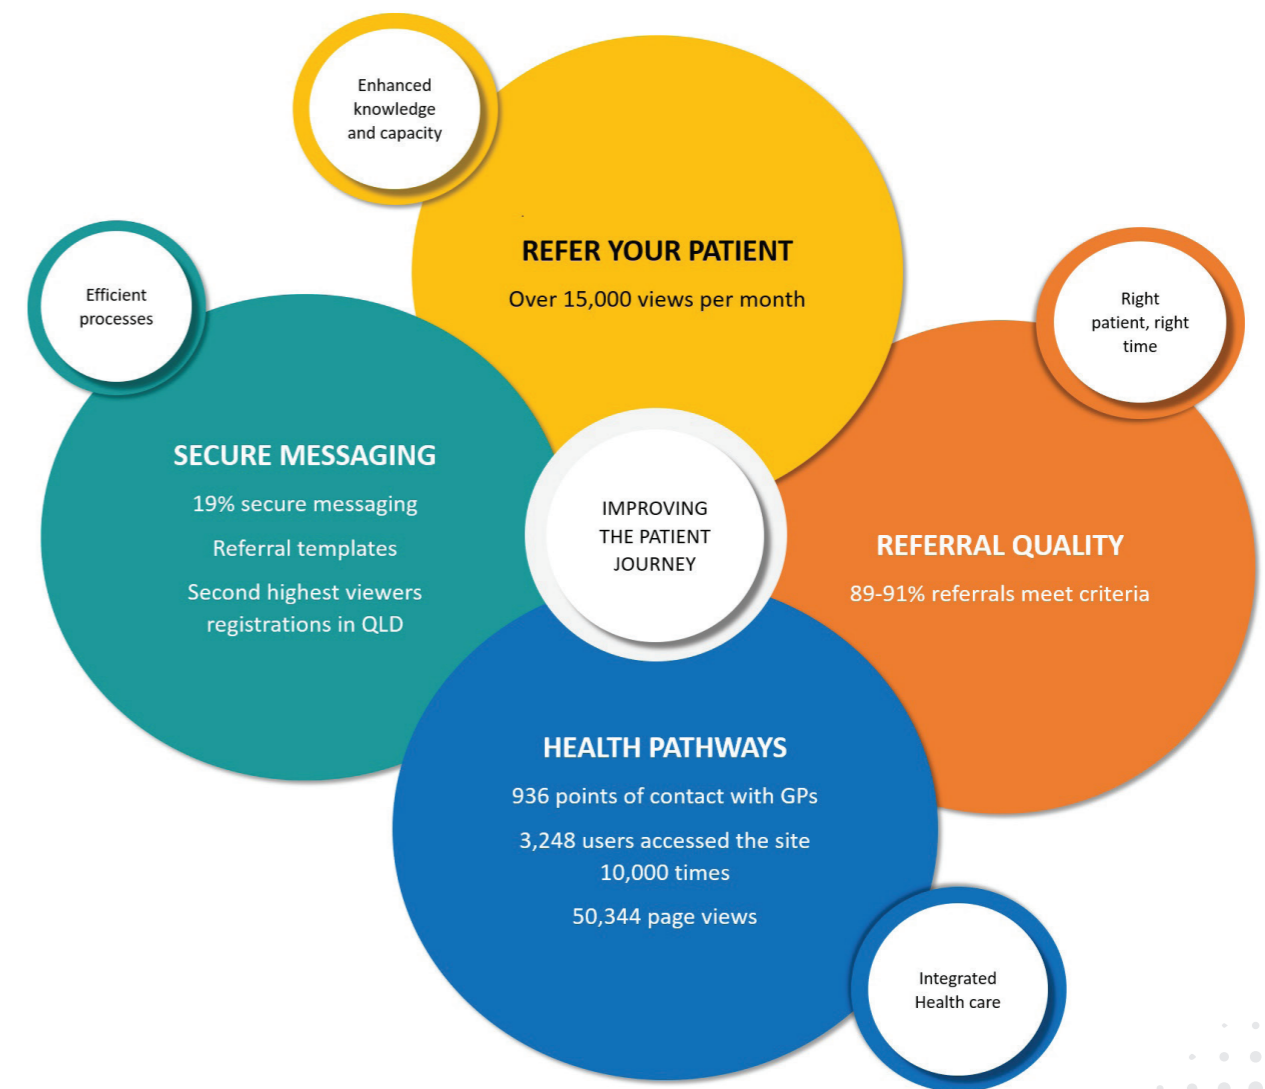 Enhanced
knowledge
and capacity
REFER YOUR PATIENT
Over 15,000 views per month
Efficient
processes
SECURE MESSAGING
19% secure messaging
Referral templates
Second highest viewers
registrations in QLD
IMPROVING
THE PATIENT
JOURNEY
Right
patient, right
time
REFERRAL QUALITY
89-91% referrals meet criteria
HEALTH PATHWAYS
936 points of contact with GPs
3,248 users accessed the site
10,000 times
50,344 page views
Integrated
Health care